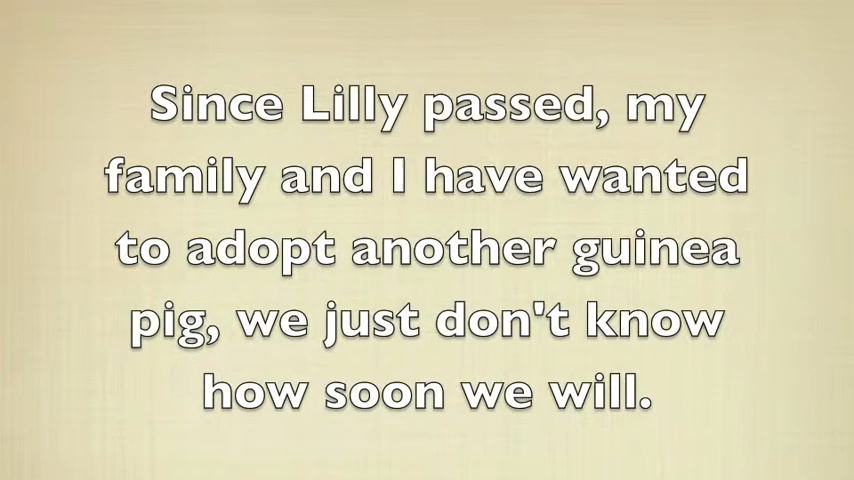 Since Lilly passed, my
family and I have wanted
to adopt another guinea
pig, we just don't know
how soon we will.